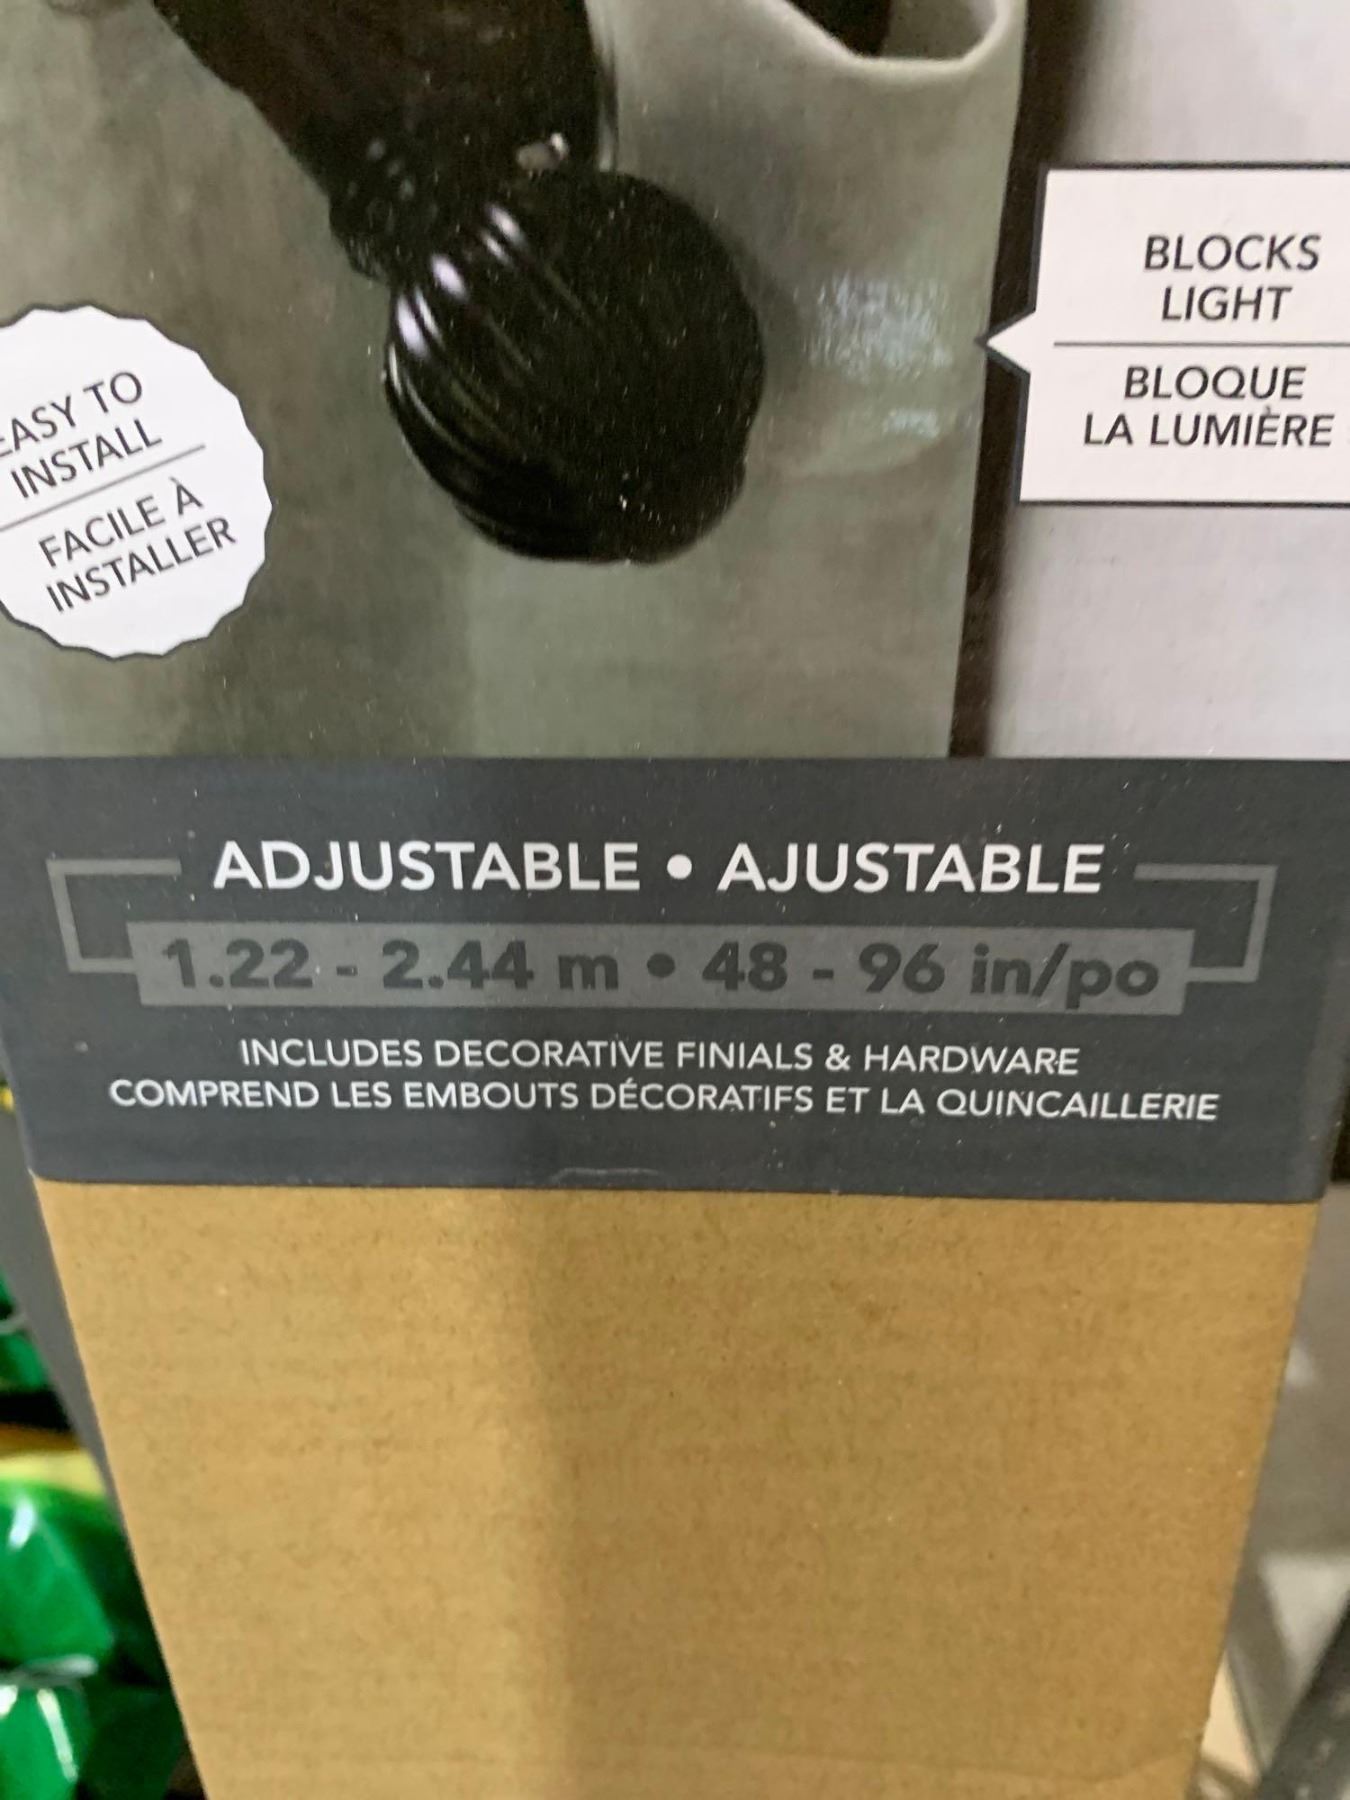 BLOCKS
LIGHT
BLOQUE
LA LUMIÈRE
EASY TO
INSTALL
FACILE À
INSTALLER
ADJUSTABLE • AJUSTABLE
1.22 - 2.44 m • 48 - 96 in/po
INCLUDES DECORATIVE FINIALS & HARDWARE
COMPREND LES EMBOUTS DÉCORATIFS ET LA QUINCAILLERIE